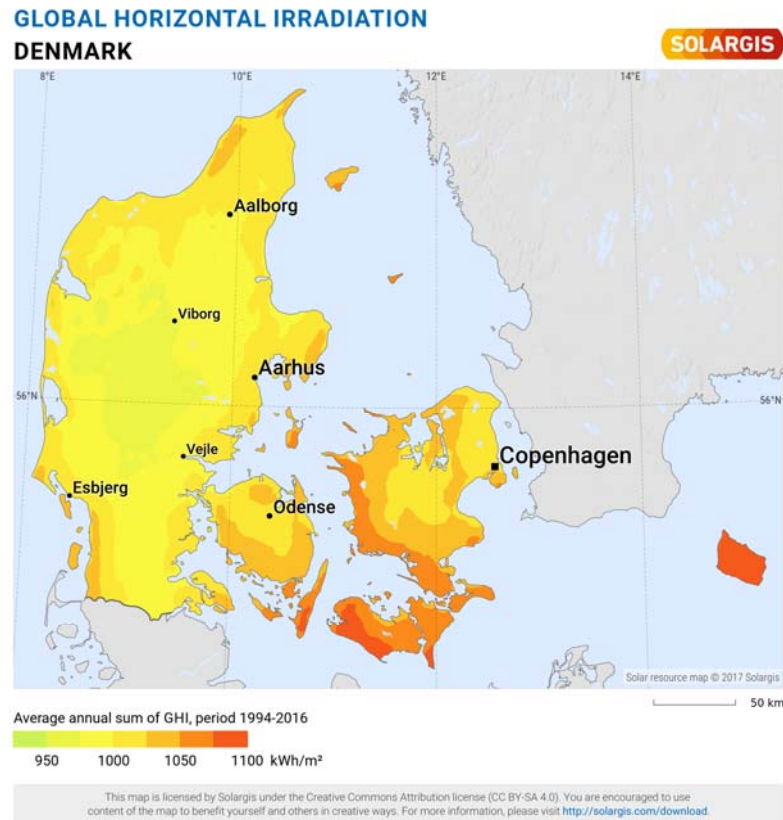 GLOBAL HORIZONTAL IRRADIATION
DENMARK
SOLARGIS
8°E
10°E
12°E
14°E
Aalborg
Viborg
Aarhus
56°N
56°N
Vejle
Copenhagen
Esbjerg
Odense
Solar resource map © 2017 Solargis
50 km
Average annual sum of GHI, period 1994-2016
950 1000 1050 1100 kWh/m²
This map is licensed by Solargis under the Creative Commons Attribution license (CC BY-SA 4.0). You are encouraged to use
content of the map to benefit yourself and others in creative ways. For more information, please visit http://solargis.com/download.